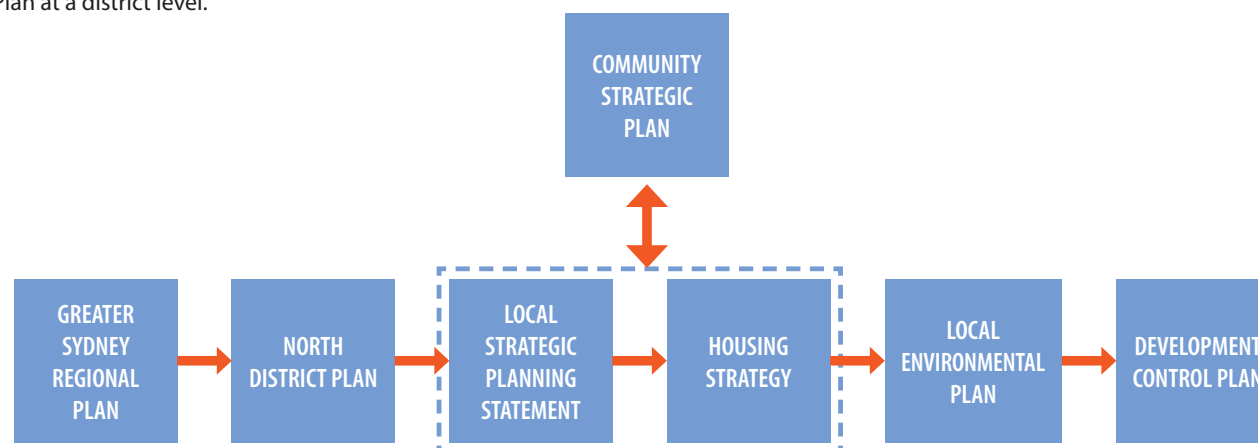 Plan at a district level.
COMMUNITY
STRATEGIC
PLAN
GREATER
SYDNEY
REGIONAL
PLAN
NORTH
DISTRICT PLAN
LOCAL
STRATEGIC
PLANNING
STATEMENT
HOUSING
STRATEGY
LOCAL
ENVIRONMENTAL
PLAN
DEVELOPMENT
CONTROL PLAN